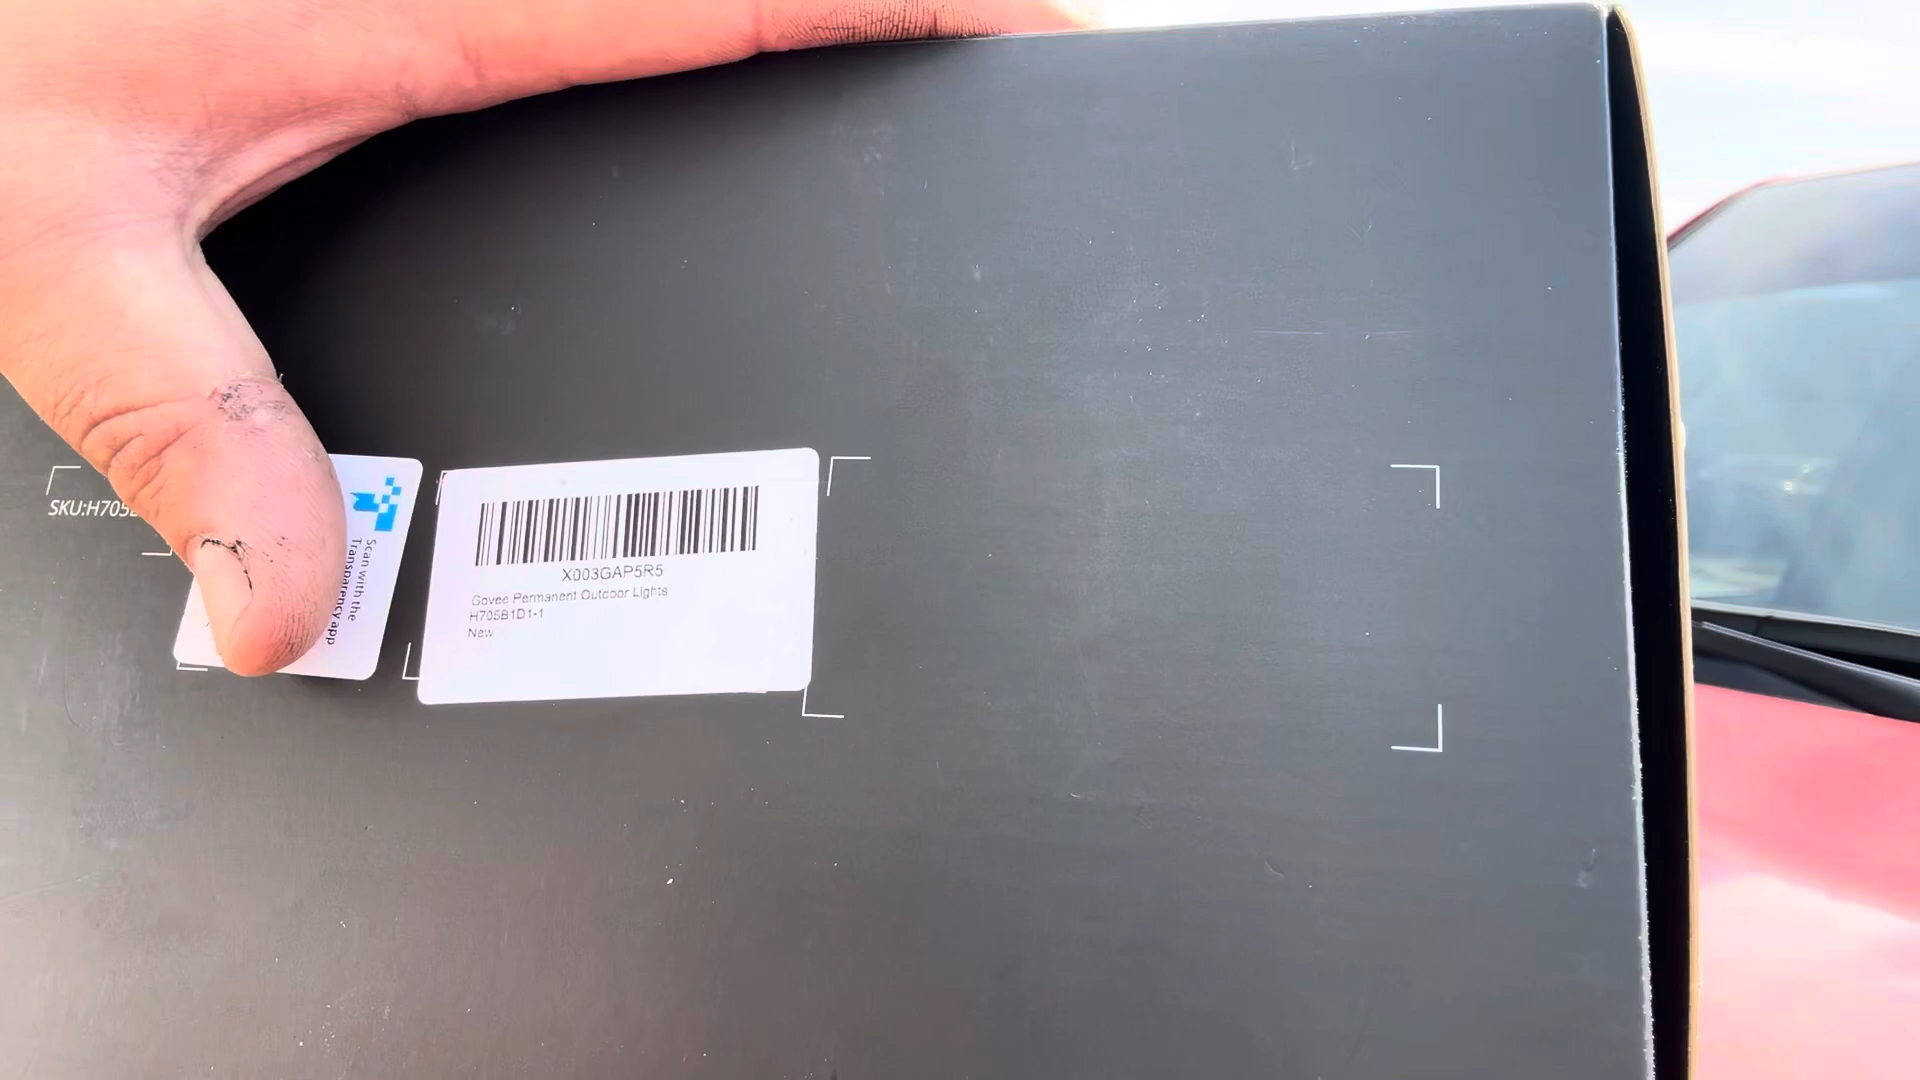 SKU:H705
Scan with the
Transparency app
X003GAP5R5
Govee Permanent Outdoor Lights
H705B1D1-1
New